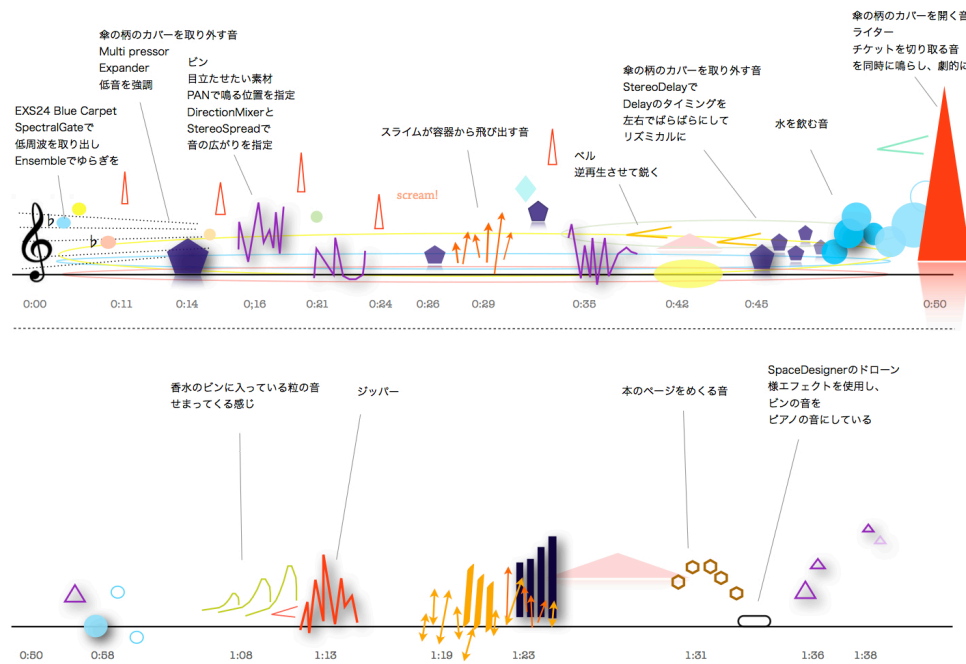 傘の柄のカバーを取り外す音
Multi pressor
Expander
低音を強調
ビン
目立たせたい素材
PANで鳴る位置を指定
DirectionMixerと
StereoSpreadで
音の広がりを指定
EXS24 Blue Carpet
SpectralGateで
低周波を取り出し
Ensembleでゆらぎを
スライムが容器から飛び出す音
scream!
ベル
逆再生させて鋭く
傘の柄のカバーを取り外す音
StereoDelayで
Delayのタイミングを
左右でばらばらにして
リズミカルに
水を飲む音
傘の柄のカバーを開く音
ライター
チケットを切り取る音
を同時に鳴らし、劇的に
0:00 0:11 0:14 0;16 0:21 0:24 0:26 0:29 0:35 0:42 0:45 0:50
香水のビンに入っている粒の音
せまってくる感じ
ジッパー
本のページをめくる音
SpaceDesignerのドローン
様エフェクトを使用し、
ビンの音を
ピアノの音にしている
0:50 0:58 1:08 1:13 1:19 1:23 1:31 1:36 1:38